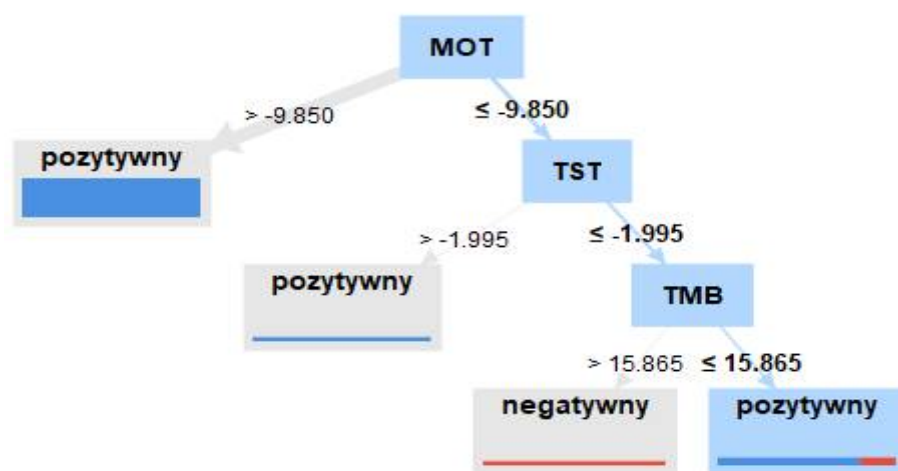 MOT
> -9.850
≤ -9.850
pozytywny
TST
> -1.995
≤ -1.995
pozytywny
TMB
> 15.865
≤ 15.865
negatywny
pozytywny